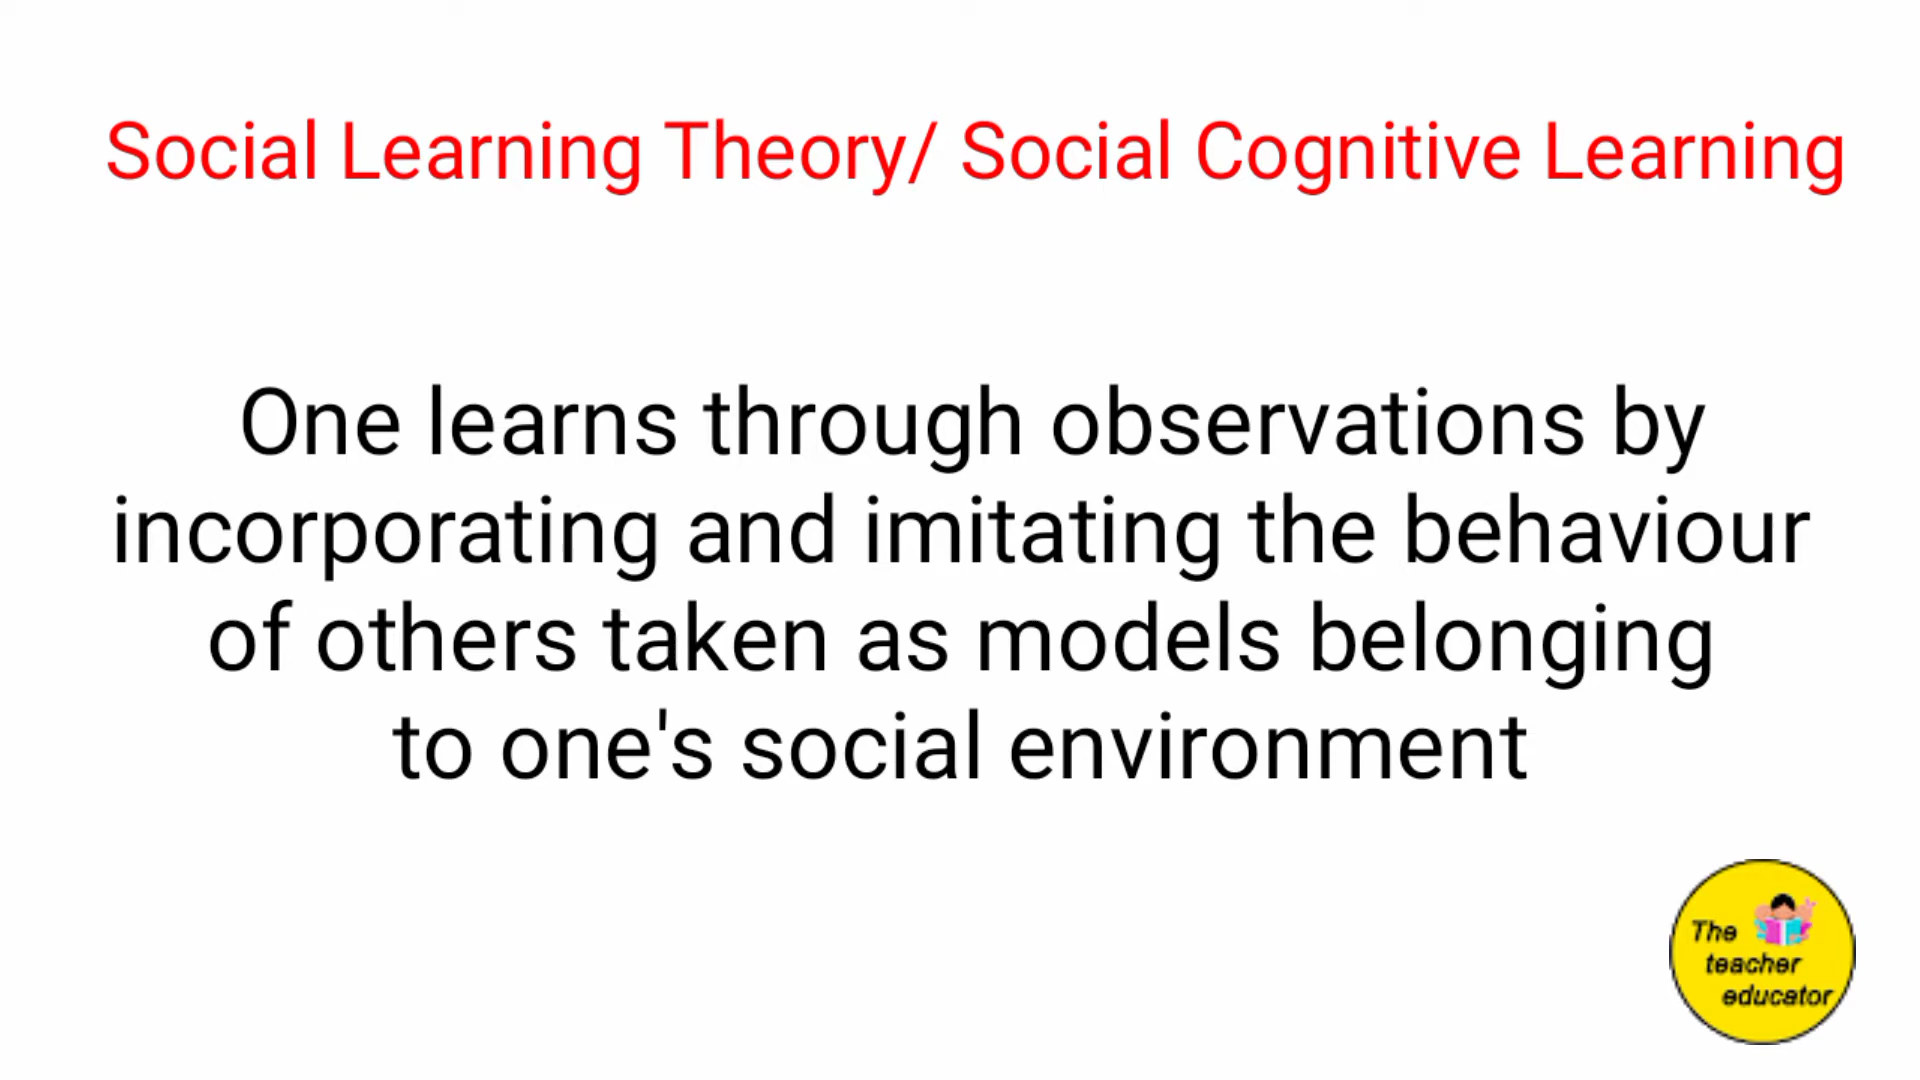 Social Learning Theory/ Social Cognitive Learning
One learns through observations by
incorporating and imitating the behaviour
of others taken as models belonging
to one's social environment
The
teacher
educator